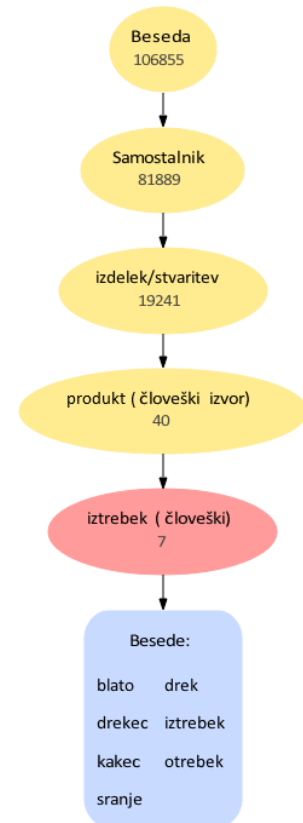 Beseda
106855
Samostalnik
81889
izdelek/stvaritev
19241
produkt ( človeški izvor)
40
iztrebek ( človeški)
7
Besede:
blato drek
drekec iztrebek
kakec otrebek
sranje